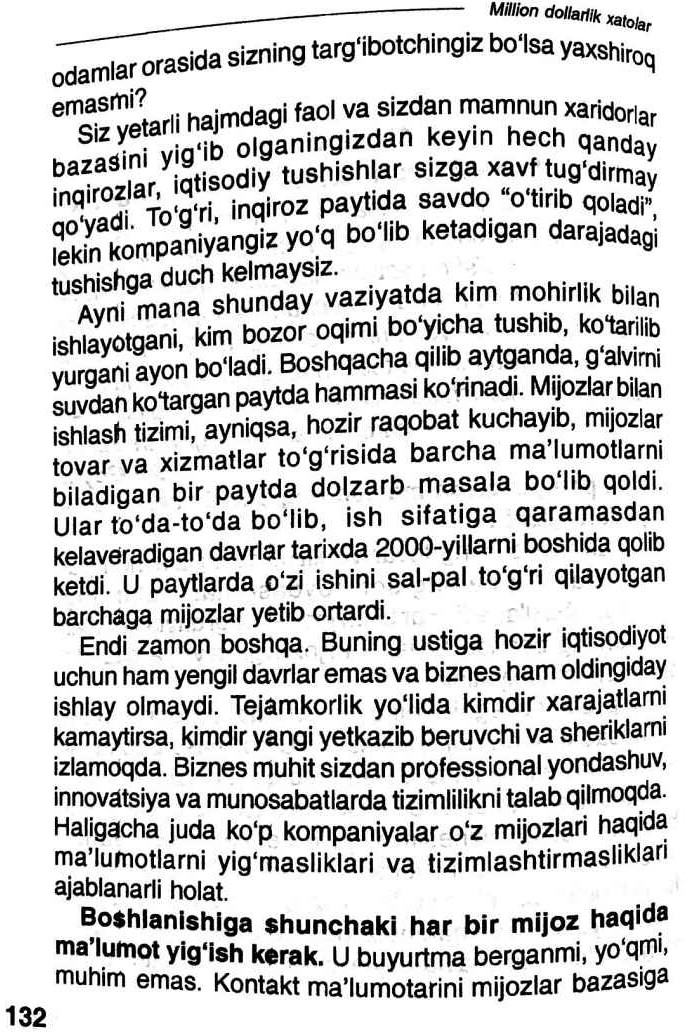 Million dollarlik xatolar
odamlar orasida sizning targ‘ibotchingiz bo‘lsa yaxshiroq
emasmi?
Siz yetarli hajmdagi faol va sizdan mamnun xaridorlar
bazasini yig‘ib olganingizdan keyin hech qanday
inqirozlar, iqtisodiy tushishlar sizga xavf tug‘dirmay
qo‘yadi. To‘g‘ri, inqiroz paytida savdo “o‘tirib qoladi”,
lekin kompaniyangiz yo‘q bo‘lib ketadigan darajadagi
tushishga duch kelmaysiz.
Ayni mana shunday vaziyatda kim mohirlik bilan
ishlayotgani, kim bozor oqimi bo‘yicha tushib, ko‘tarilib
yurgani ayon bo‘ladi. Boshqacha qilib aytganda, g‘alvirni
suvdan ko‘targan paytda hammasi ko‘rinadi. Mijozlar bilan
ishlash tizimi, ayniqsa, hozir raqobat kuchayib, mijozlar
tovar va xizmatlar to‘g‘risida barcha ma’lumotlarni
biladigan bir paytda dolzarb masala bo‘lib qoldi.
Ular to‘da-to‘da bo‘lib, ish sifatiga qaramasdan
kelaveradigan davrlar tarixda 2000-yillarni boshida qolib
ketdi. U paytlarda o‘zi ishini sal-pal to‘g‘ri qilayotgan
barchaga mijozlar yetib ortardi.
Endi zamon boshqa. Buning ustiga hozir iqtisodiyot
uchun ham yengil davrlar emas va biznes ham oldingiday
ishlay olmaydi. Tejamkorlik yo‘lida kimdir xarajatlarni
kamaytirsa, kimdir yangi yetkazib beruvchi va sheriklarni
izlamoqda. Biznes muhit sizdan professional yondashuv,
innovatsiya va munosabatlarda tizimlilikni talab qilmoqda.
Haligacha juda ko‘p kompaniyalar o‘z mijozlari haqida
ma’lumotlarni yig‘masliklari va tizimlashtirmasliklari
ajablanarli holat.
Boshlanishiga shunchaki har bir mijoz haqida
ma’lumot yig‘ish kerak. U buyurtma berganmi, yo‘qmi,
muhim emas. Kontakt ma’lumotarini mijozlar bazasiga
132